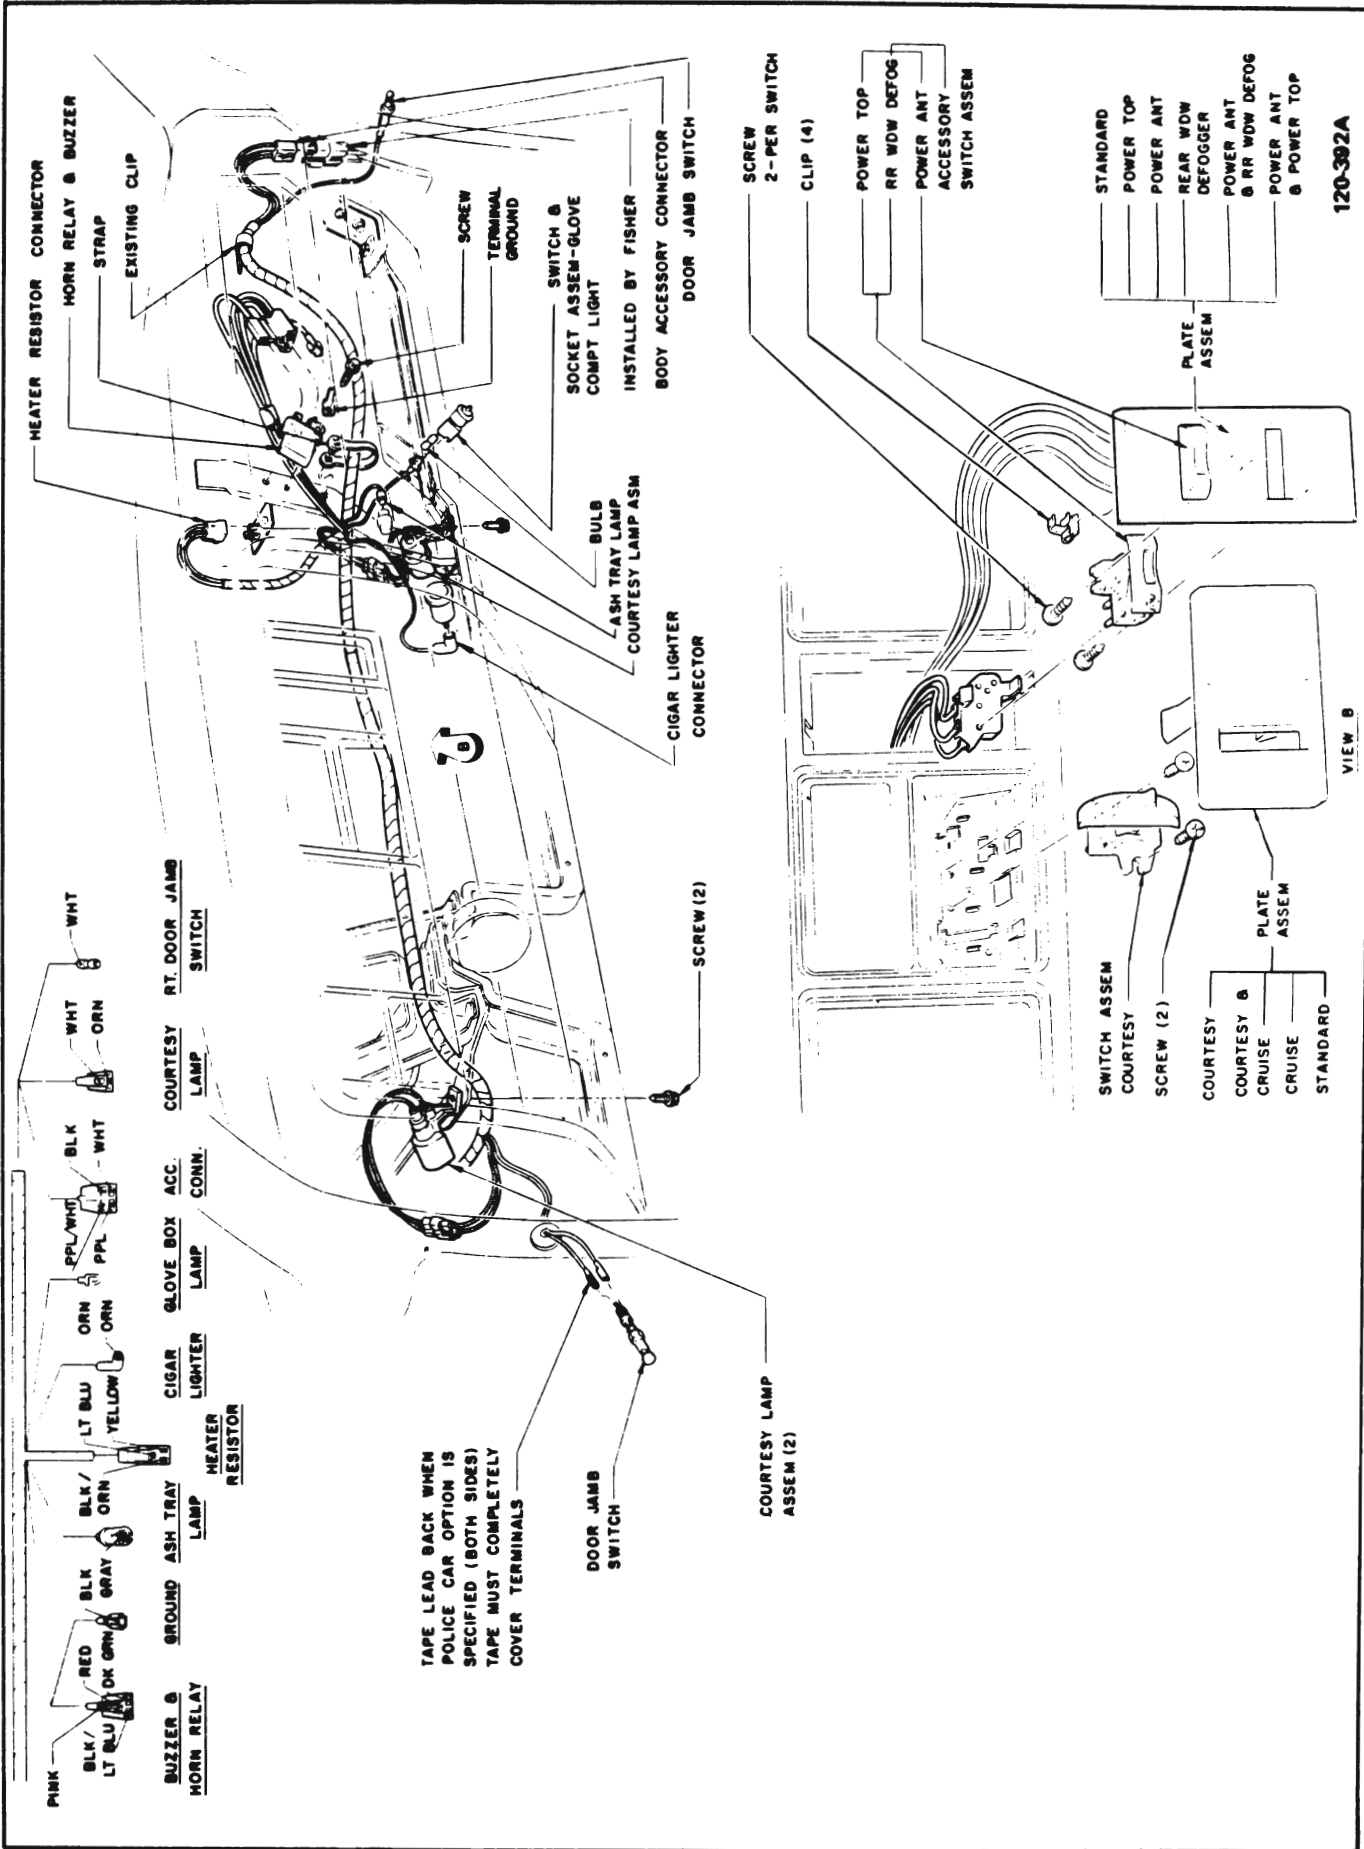 PINK
BLK/
LT BLU
RED
DK GRN
BLK
GRAY
BLK/
ORN
LT BLU
YELLOW
ORN
ORN
PPL/WHT
PPL
BLK
WHT
WHT
ORN
WHT
BUZZER &
HORN RELAY
GROUND
ASH TRAY
LAMP
HEATER
RESISTOR
CIGAR
LIGHTER
GLOVE BOX
LAMP
ACC.
CONN.
COURTESY
LAMP
RT. DOOR JAMB
SWITCH
HEATER RESISTOR CONNECTOR
HORN RELAY & BUZZER
STRAP
EXISTING CLIP
SCREW
TERMINAL
GROUND
SWITCH &
SOCKET ASSEM-GLOVE
COMPT LIGHT
INSTALLED BY FISHER
BODY ACCESSORY CONNECTOR
DOOR JAMB SWITCH
BULB
ASH TRAY LAMP
COURTESY LAMP ASM
CIGAR LIGHTER
CONNECTOR
B
SCREW (2)
TAPE LEAD BACK WHEN
POLICE CAR OPTION IS
SPECIFIED (BOTH SIDES)
TAPE MUST COMPLETELY
COVER TERMINALS
DOOR JAMB
SWITCH
COURTESY LAMP
ASSEM (2)
SCREW
2-PER SWITCH
CLIP (4)
POWER TOP
RR WDW DEFOG
POWER ANT
ACCESSORY
SWITCH ASSEM
SWITCH ASSEM
COURTESY
SCREW (2)
COURTESY
COURTESY &
CRUISE
CRUISE
STANDARD
PLATE
ASSEM
VIEW B
PLATE
ASSEM
STANDARD
POWER TOP
POWER ANT
REAR WDW
DEFOGGER
POWER ANT
& RR WDW DEFOG
POWER ANT
& POWER TOP
120-392A